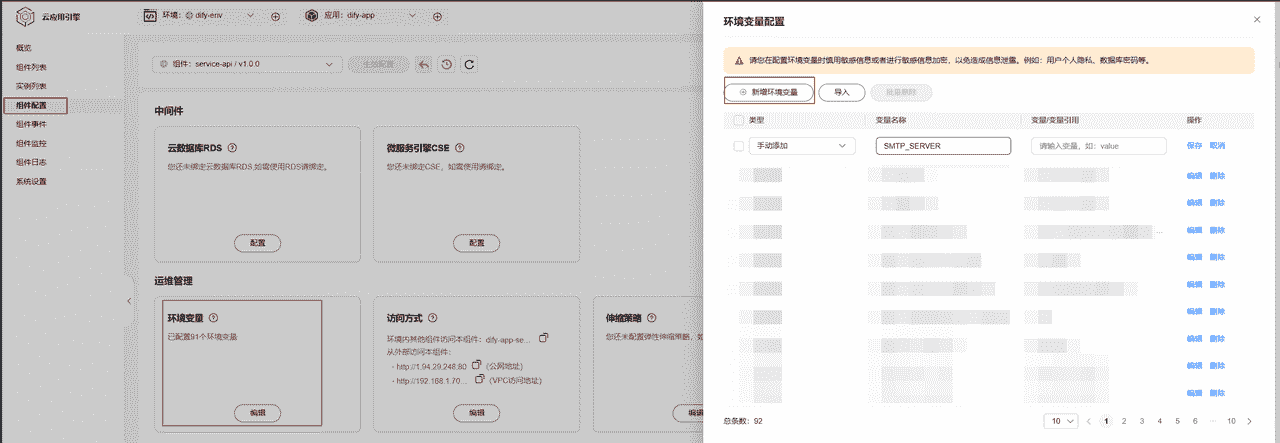 云应用引擎
环境: dify-env
应用: dify-app
概览
组件列表
实例列表
组件配置
组件事件
组件监控
组件日志
系统设置
组件: service-api / v1.0.0
生效配置
中间件
云数据库RDS
您还未绑定云数据库RDS,如需使用RDS请绑定。
配置
微服务引擎CSE
您还未绑定CSE，如需使用请绑定。
配置
运维管理
环境变量
已配置91个环境变量
编辑
访问方式
环境内其他组件访问本组件: dify-app-se...
从外部访问本组件:
· http://1.94.29.248:80 (公网地址)
· http://192.168.1.70... (VPC访问地址)
编辑
伸缩策略
您还未配置弹性伸缩策略，如
编辑
环境变量配置
请您在配置环境变量时慎用敏感信息或者进行敏感信息加密，以免造成信息泄露。例如：用户个人隐私、数据库密码等。
新增环境变量
导入
批量删除
类型 变量名称 变量/变量引用 操作
手动添加 SMTP_SERVER 请输入变量，如：value 保存 取消
编辑 删除
编辑 删除
编辑 删除
编辑 删除
编辑 删除
编辑 删除
编辑 删除
编辑 删除
编辑 删除
总条数：92
10 1 2 3 4 5 6 ... 10